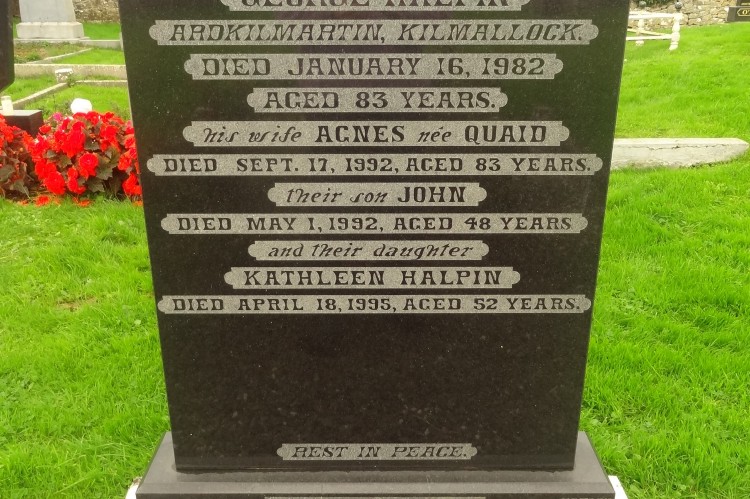 GEORGE HALPIN
ARDKILMARTIN, KILMALLOCK.
DIED JANUARY 16, 1982
AGED 83 YEARS.
his wife AGNES née QUAID
DIED SEPT. 17, 1992, AGED 83 YEARS.
their son JOHN
DIED MAY 1, 1992, AGED 48 YEARS
and their daughter
KATHLEEN HALPIN
DIED APRIL 18, 1995, AGED 52 YEARS.
REST IN PEACE.